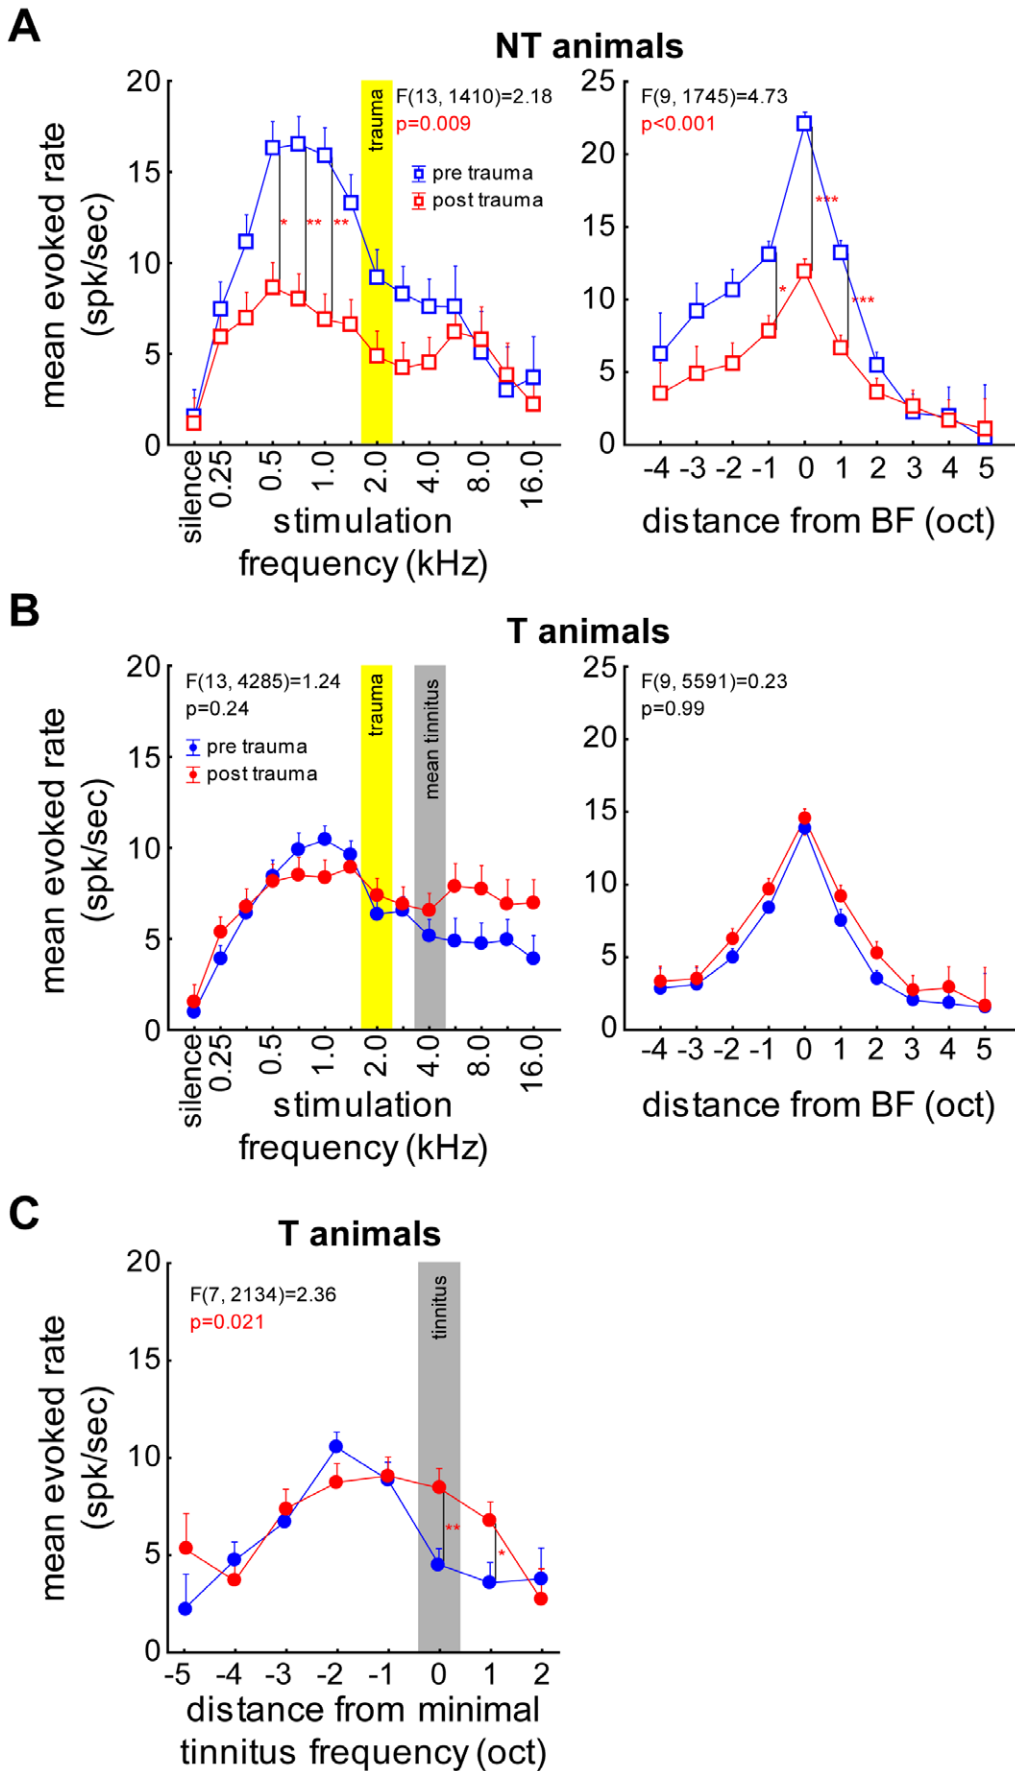 A
NT animals
20
15
10
5
0
mean evoked rate
(spk/sec)
trauma
F(13, 1410)=2.18
p=0.009
pre trauma
post trauma
*
**
**
silence
0.25
0.5
1.0
2.0
4.0
8.0
16.0
stimulation
frequency (kHz)
25
20
15
10
5
0
F(9, 1745)=4.73
p<0.001
***
*
***
-4 -3 -2 -1 0 1 2 3 4 5
distance from BF (oct)
B
T animals
20
15
10
5
0
mean evoked rate
(spk/sec)
F(13, 4285)=1.24
p=0.24
pre trauma
post trauma
trauma
mean tinnitus
silence
0.25
0.5
1.0
2.0
4.0
8.0
16.0
stimulation
frequency (kHz)
25
20
15
10
5
0
F(9, 5591)=0.23
p=0.99
-4 -3 -2 -1 0 1 2 3 4 5
distance from BF (oct)
C
T animals
20
15
10
5
0
mean evoked rate
(spk/sec)
F(7, 2134)=2.36
p=0.021
tinnitus
**
*
-5 -4 -3 -2 -1 0 1 2
distance from minimal
tinnitus frequency (oct)